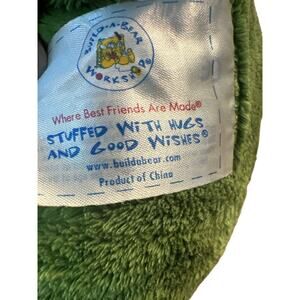 BUILD-A-BEAR
WORKSHOP®
Where Best Friends Are Made®
STUFFED WITH HUGS
AND GOOD WISHES®
www.buildabear.com
Product of China